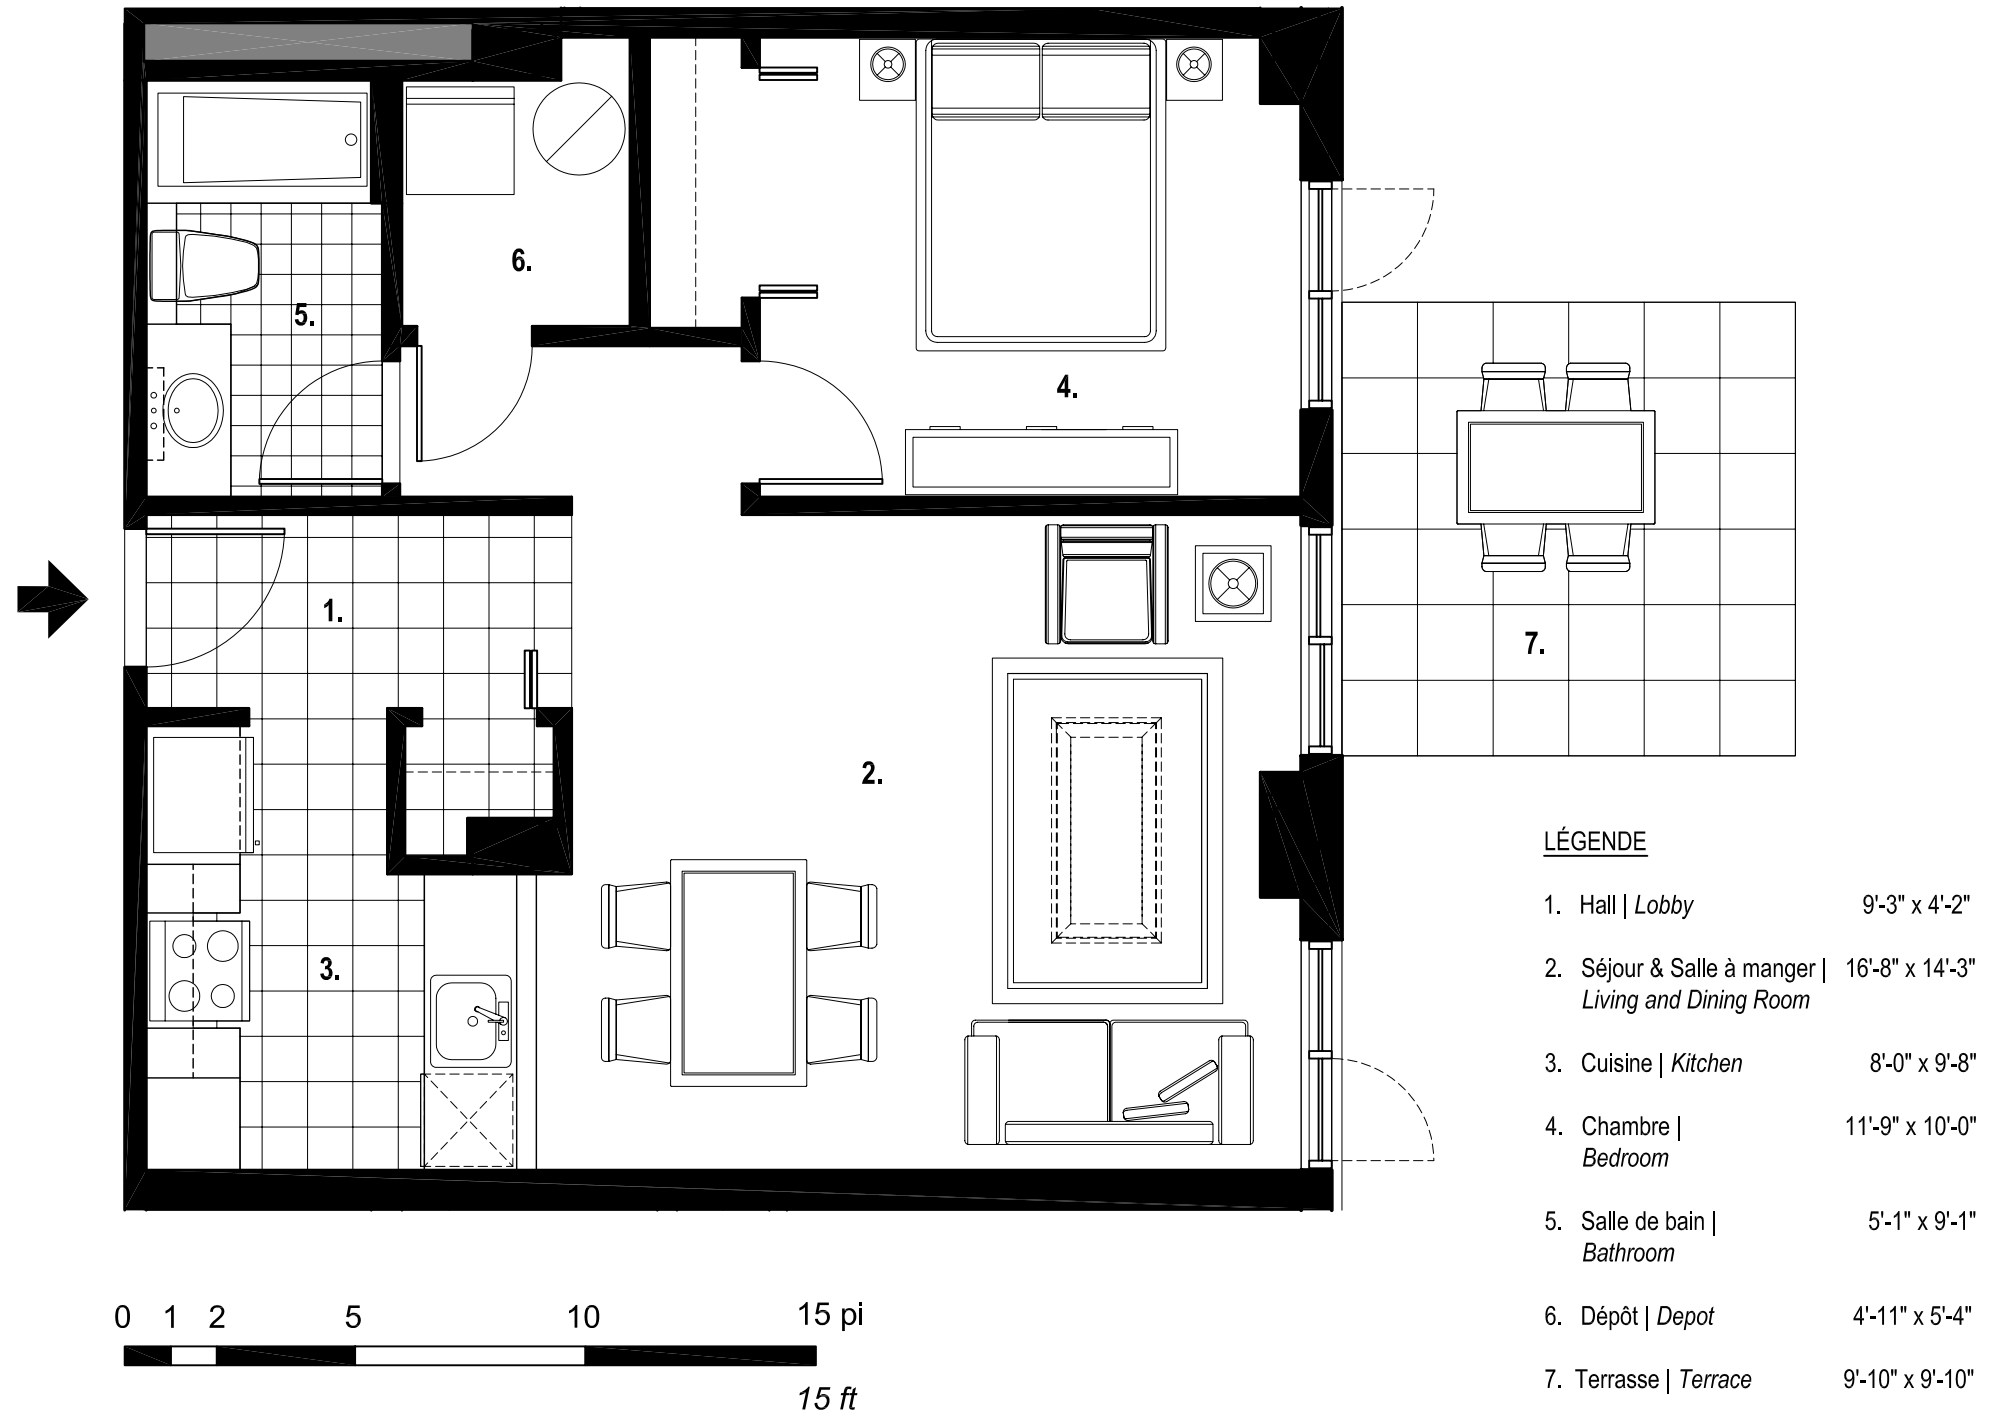 6.
5.
4.
1.
7.
2.
3.
LÉGENDE
1. Hall | Lobby 9'-3" x 4'-2"
2. Séjour & Salle à manger | 16'-8" x 14'-3"
Living and Dining Room
3. Cuisine | Kitchen 8'-0" x 9'-8"
4. Chambre | 11'-9" x 10'-0"
Bedroom
5. Salle de bain | 5'-1" x 9'-1"
Bathroom
6. Dépôt | Depot 4'-11" x 5'-4"
7. Terrasse | Terrace 9'-10" x 9'-10"
0 1 2 5 10 15 pi
15 ft